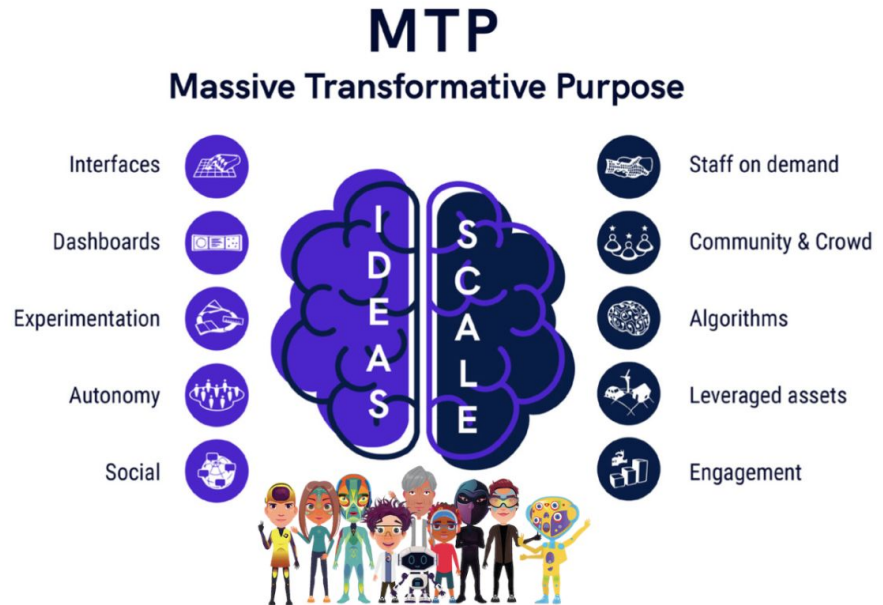 MTP
Massive Transformative Purpose
Interfaces
Dashboards
Experimentation
Autonomy
Social
IDEAS
SCALE
Staff on demand
Community & Crowd
Algorithms
Leveraged assets
Engagement